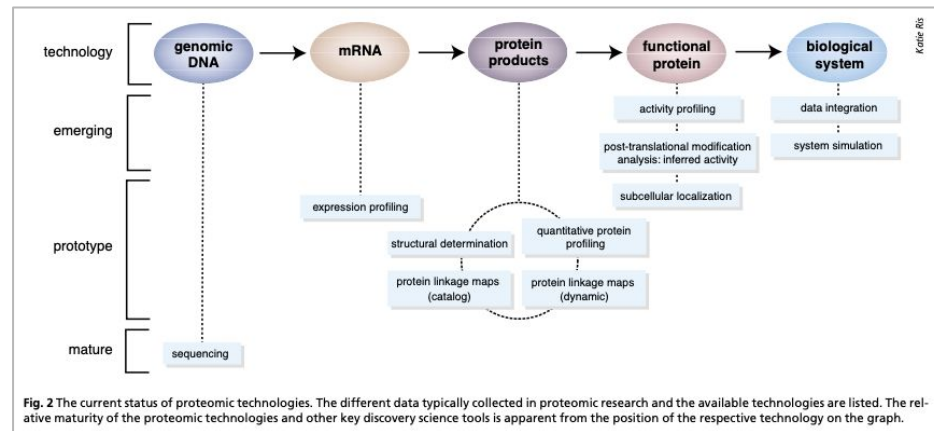 Katie Ris
technology
genomic
DNA
mRNA
protein
products
functional
protein
biological
system
emerging
activity profiling
data integration
post-translational modification
analysis: inferred activity
system simulation
subcellular localization
prototype
expression profiling
structural determination
quantitative protein
profiling
protein linkage maps
(catalog)
protein linkage maps
(dynamic)
mature
sequencing
Fig. 2 The current status of proteomic technologies. The different data typically collected in proteomic research and the available technologies are listed. The rel-
ative maturity of the proteomic technologies and other key discovery science tools is apparent from the position of the respective technology on the graph.